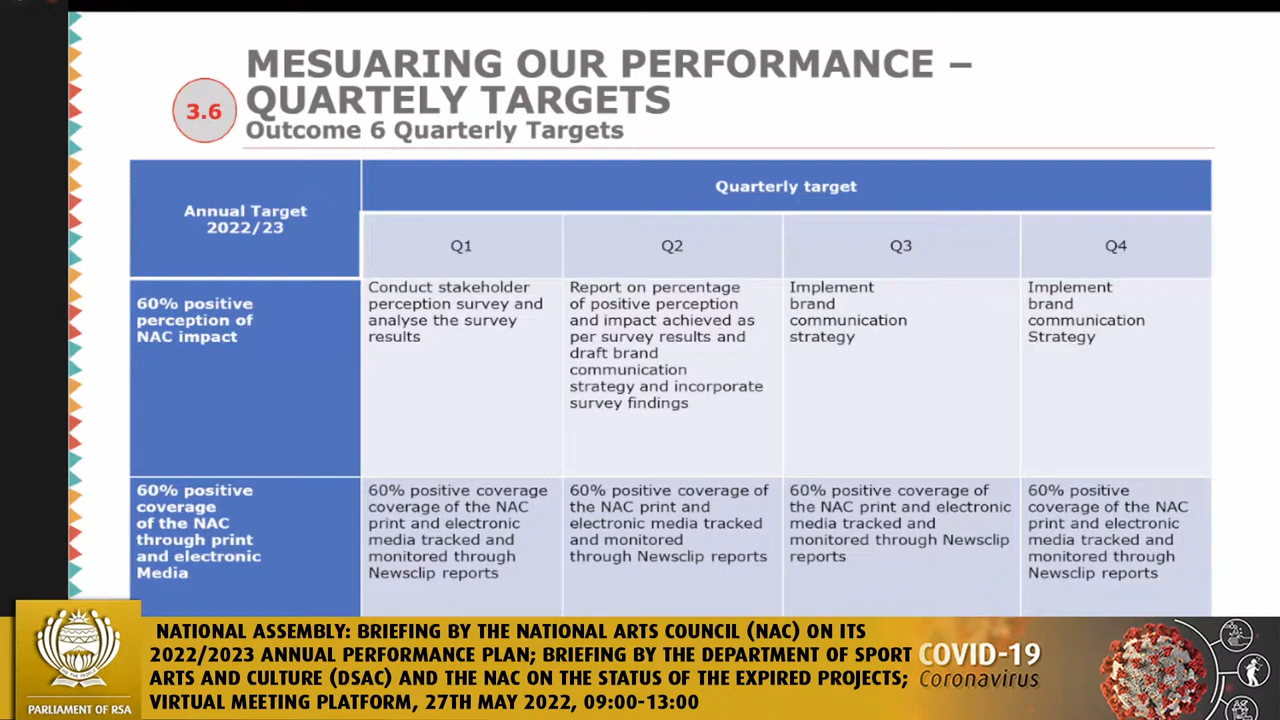 MESUARING OUR PERFORMANCE –
QUARTELY TARGETS
3.6
Outcome 6 Quarterly Targets
Annual Target
2022/23
Quarterly target
Q1
Q2
Q3
Q4
60% positive
perception of
NAC impact
Conduct stakeholder
perception survey and
analyse the survey
results
Report on percentage
of positive perception
and impact achieved as
per survey results and
draft brand
communication
strategy and incorporate
survey findings
Implement
brand
communication
strategy
Implement
brand
communication
Strategy
60% positive
coverage
of the NAC
through print
and electronic
Media
60% positive coverage
coverage of the NAC
print and electronic
media tracked and
monitored through
Newsclip reports
60% positive coverage of
the NAC print and
electronic media tracked
and monitored
through Newsclip reports
60% positive coverage of
the NAC print and electronic
media tracked and
monitored through Newsclip
reports
60% positive
coverage of the NAC
print and electronic
media tracked and
monitored through
Newsclip reports
PARLIAMENT OF RSA
NATIONAL ASSEMBLY: BRIEFING BY THE NATIONAL ARTS COUNCIL (NAC) ON ITS
2022/2023 ANNUAL PERFORMANCE PLAN; BRIEFING BY THE DEPARTMENT OF SPORT
ARTS AND CULTURE (DSAC) AND THE NAC ON THE STATUS OF THE EXPIRED PROJECTS;
VIRTUAL MEETING PLATFORM, 27TH MAY 2022, 09:00-13:00
COVID-19
Coronavirus